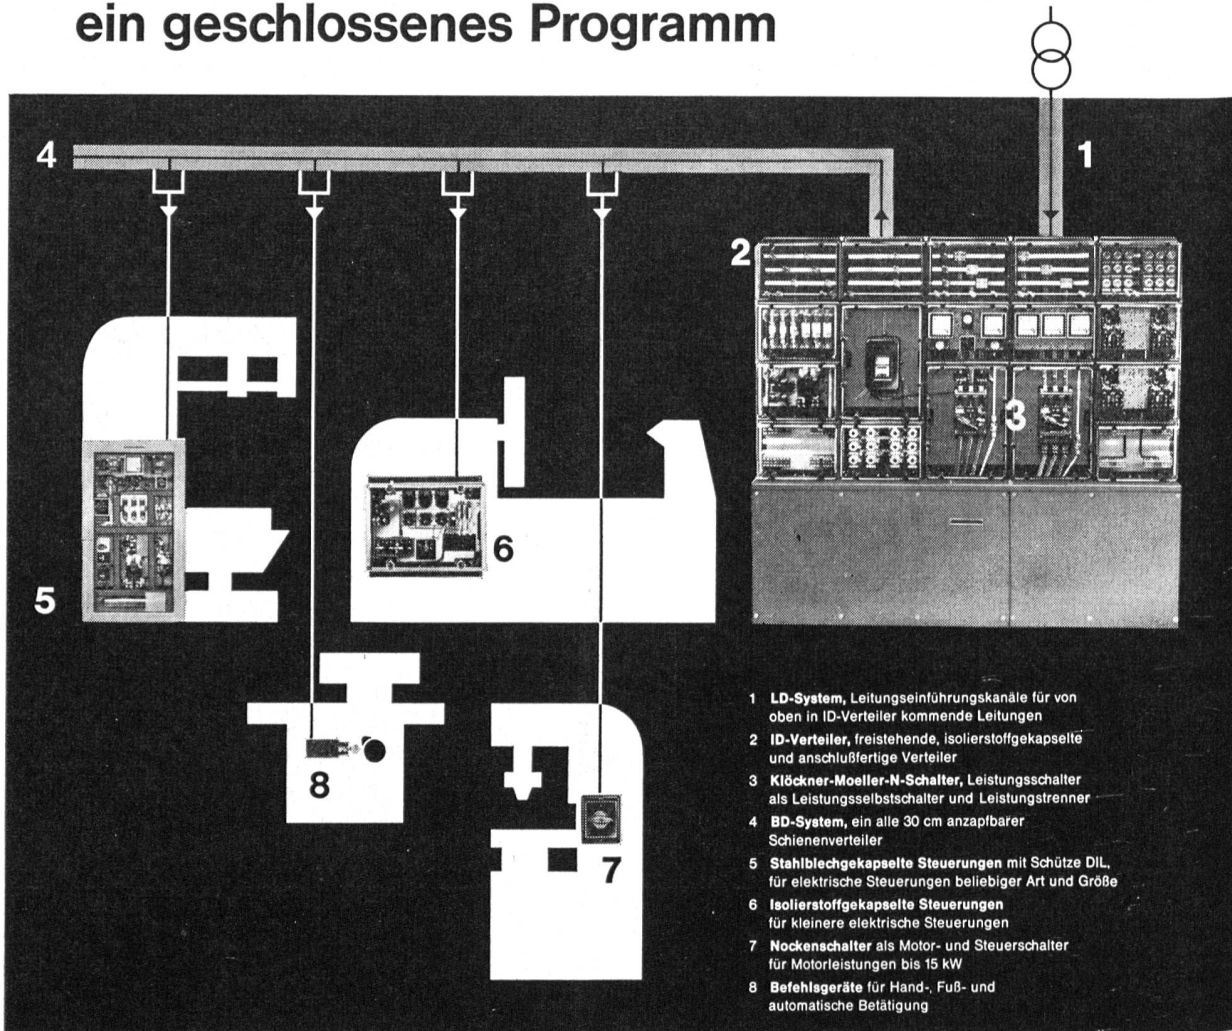 ein geschlossenes Programm
4
1
2
3
5
6
8
7
1 LD-System, Leitungseinführungskanäle für von
oben in ID-Verteiler kommende Leitungen
2 ID-Verteiler, freistehende, isolierstoffgekapselte
und anschlußfertige Verteiler
3 Klöckner-Moeller-N-Schalter, Leistungsschalter
als Leistungsselbstschalter und Leistungstrenner
4 BD-System, ein alle 30 cm anzapfbarer
Schienenverteiler
5 Stahlblechgekapselte Steuerungen mit Schütze DIL,
für elektrische Steuerungen beliebiger Art und Größe
6 Isolierstoffgekapselte Steuerungen
für kleinere elektrische Steuerungen
7 Nockenschalter als Motor- und Steuerschalter
für Motorleistungen bis 15 kW
8 Befehlsgeräte für Hand-, Fuß- und
automatische Betätigung